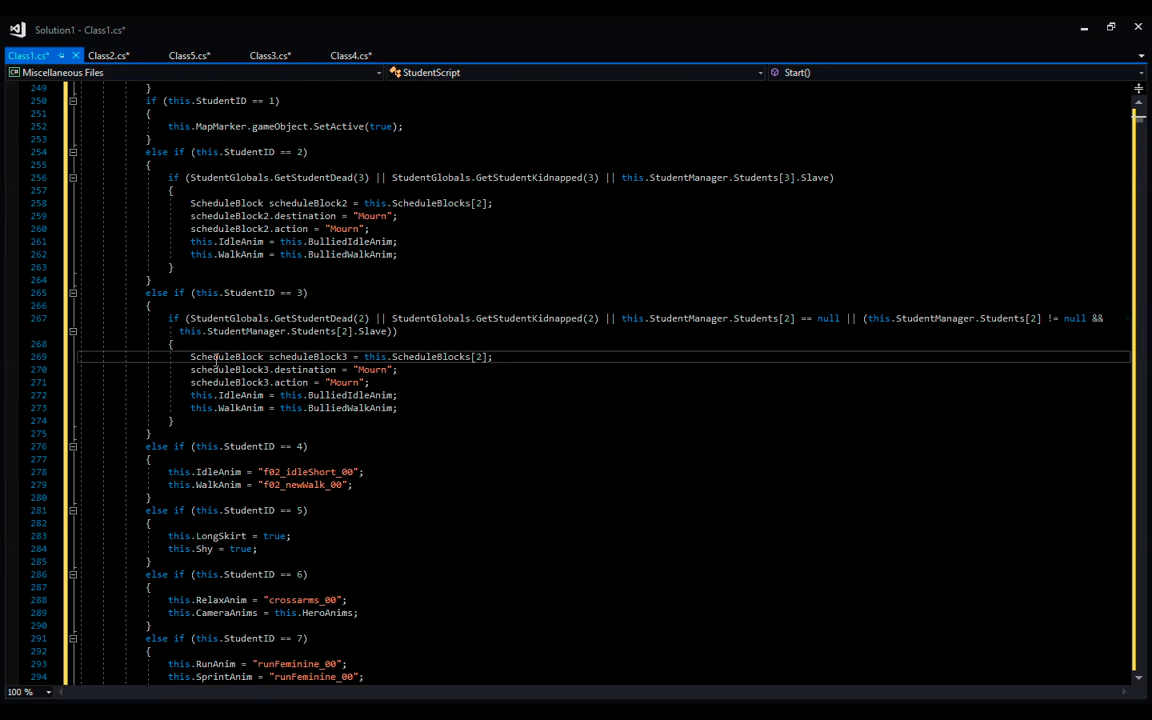 Solution1 - Class1.cs*
Class1.cs* Class2.cs* Class5.cs* Class3.cs* Class4.cs*
C# Miscellaneous Files StudentScript Start()
249 }
250 if (this.StudentID == 1)
251 {
252 this.MapMarker.gameObject.SetActive(true);
253 }
254 else if (this.StudentID == 2)
255 {
256 if (StudentGlobals.GetStudentDead(3) || StudentGlobals.GetStudentKidnapped(3) || this.StudentManager.Students[3].Slave)
257 {
258 ScheduleBlock scheduleBlock2 = this.ScheduleBlocks[2];
259 scheduleBlock2.destination = "Mourn";
260 scheduleBlock2.action = "Mourn";
261 this.IdleAnim = this.BulliedIdleAnim;
262 this.WalkAnim = this.BulliedWalkAnim;
263 }
264 }
265 else if (this.StudentID == 3)
266 {
267 if (StudentGlobals.GetStudentDead(2) || StudentGlobals.GetStudentKidnapped(2) || this.StudentManager.Students[2] == null || (this.StudentManager.Students[2] != null &&
this.StudentManager.Students[2].Slave))
268 {
269 ScheduleBlock scheduleBlock3 = this.ScheduleBlocks[2];
270 scheduleBlock3.destination = "Mourn";
271 scheduleBlock3.action = "Mourn";
272 this.IdleAnim = this.BulliedIdleAnim;
273 this.WalkAnim = this.BulliedWalkAnim;
274 }
275 }
276 else if (this.StudentID == 4)
277 {
278 this.IdleAnim = "f02_idleShort_00";
279 this.WalkAnim = "f02_newWalk_00";
280 }
281 else if (this.StudentID == 5)
282 {
283 this.LongSkirt = true;
284 this.Shy = true;
285 }
286 else if (this.StudentID == 6)
287 {
288 this.RelaxAnim = "crossarms_00";
289 this.CameraAnims = this.HeroAnims;
290 }
291 else if (this.StudentID == 7)
292 {
293 this.RunAnim = "runFeminine_00";
294 this.SprintAnim = "runFeminine_00";
100 %